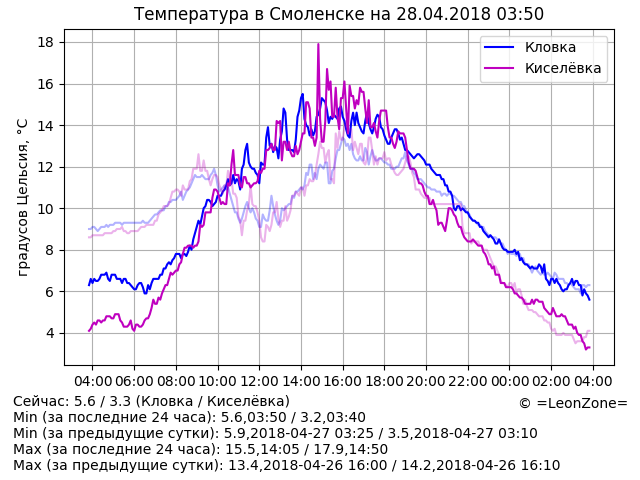 Температура в Смоленске на 28.04.2018 03:50
градусов Цельсия, °C
18
16
14
12
10
8
6
4
Кловка
Киселёвка
04:00 06:00 08:00 10:00 12:00 14:00 16:00 18:00 20:00 22:00 00:00 02:00 04:00
Сейчас: 5.6 / 3.3 (Кловка / Киселёвка)
© =LeonZone=
Min (за последние 24 часа): 5.6,03:50 / 3.2,03:40
Min (за предыдущие сутки): 5.9,2018-04-27 03:25 / 3.5,2018-04-27 03:10
Max (за последние 24 часа): 15.5,14:05 / 17.9,14:50
Max (за предыдущие сутки): 13.4,2018-04-26 16:00 / 14.2,2018-04-26 16:10